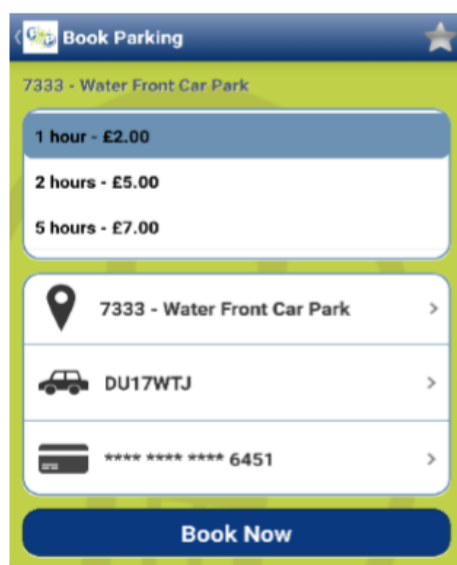 Book Parking
7333 - Water Front Car Park
1 hour - £2.00
2 hours - £5.00
5 hours - £7.00
7333 - Water Front Car Park
DU17WTJ
**** **** **** 6451
Book Now